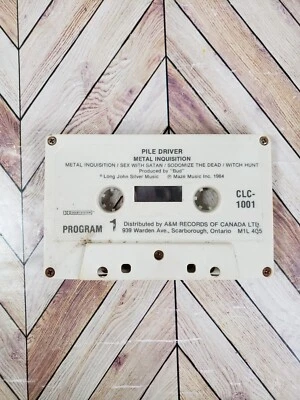 PILE DRIVER
METAL INQUISITION
METAL INQUISITION / SEX WITH SATAN / SODOMIZE THE DEAD / WITCH HUNT
Produced by "Bud"
© Long John Silver Music ℗ Maze Music Inc. 1984
CLC-
1001
PROGRAM 1
Distributed by A&M RECORDS OF CANADA LTD.
939 Warden Ave., Scarborough, Ontario M1L 4C5